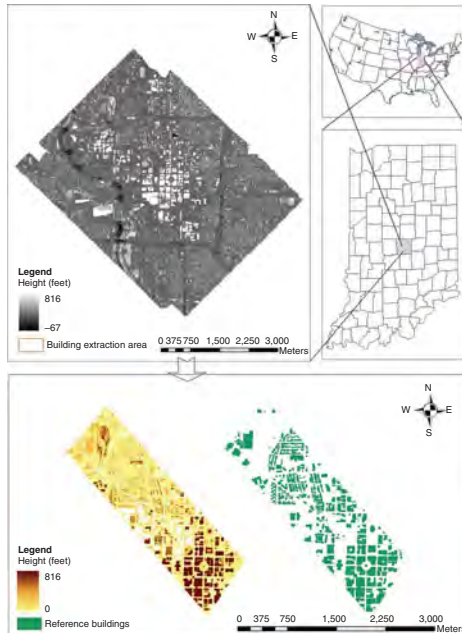 N
W E
S
Legend
Height (feet)
816
–67
Building extraction area
0 375 750 1,500 2,250 3,000
Meters
N
W E
S
Legend
Height (feet)
816
0
Reference buildings
0 375 750 1,500 2,250 3,000
Meters